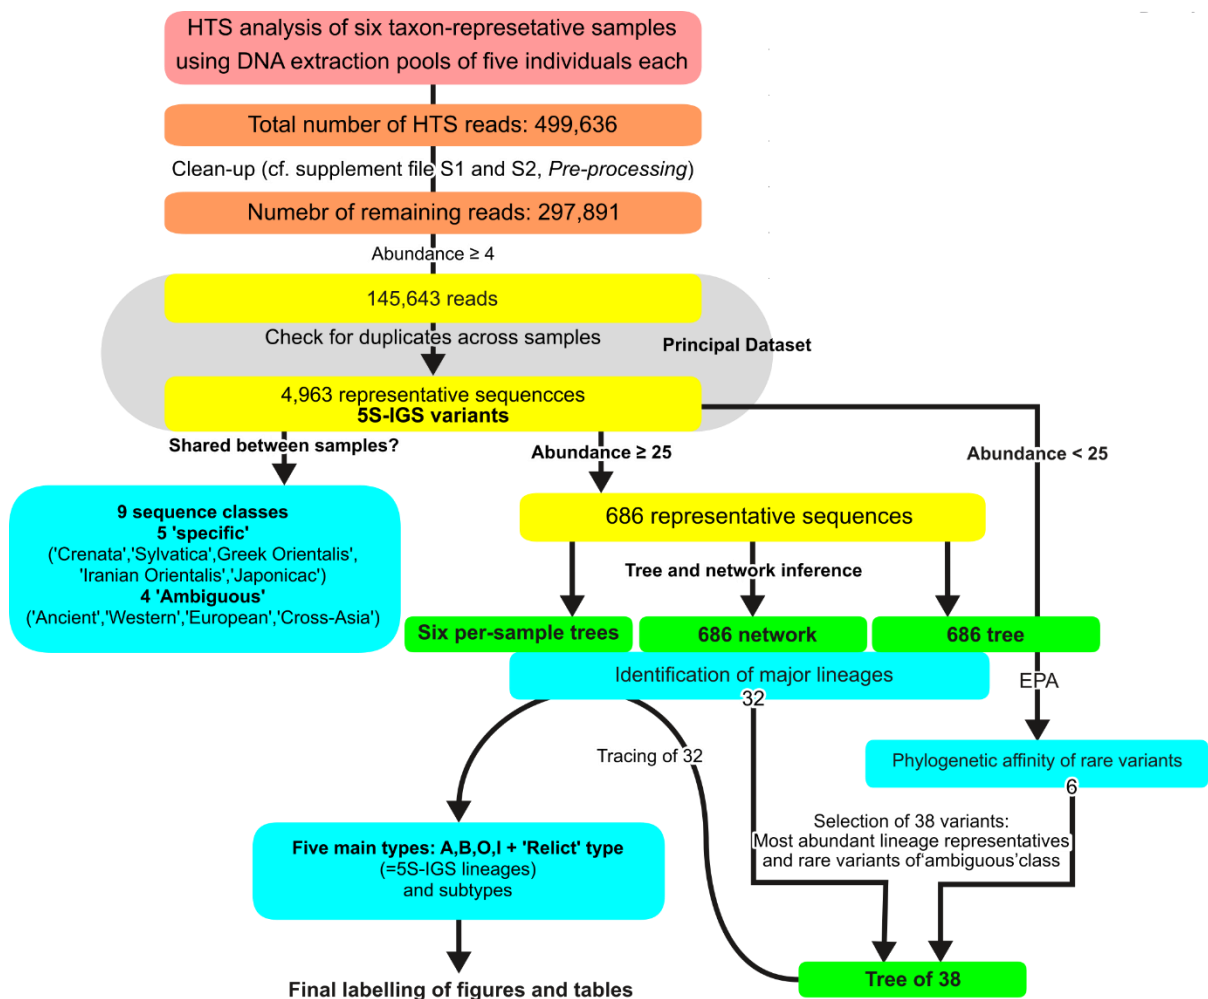 HTS analysis of six taxon-represetative samples
using DNA extraction pools of five individuals each
Total number of HTS reads: 499,636
Clean-up (cf. supplement file S1 and S2, Pre-processing)
Numebr of remaining reads: 297,891
Abundance ≥ 4
145,643 reads
Check for duplicates across samples
Principal Dataset
4,963 representative sequencces
5S-IGS variants
Shared between samples?
Abundance ≥ 25
Abundance < 25
9 sequence classes
5 'specific'
('Crenata','Sylvatica',Greek Orientalis',
'Iranian Orientalis','Japonicac')
4 'Ambiguous'
('Ancient','Western','European','Cross-Asia')
686 representative sequences
Tree and network inference
Six per-sample trees
686 network
686 tree
Identification of major lineages
32
EPA
Tracing of 32
Phylogenetic affinity of rare variants
6
Selection of 38 variants:
Most abundant lineage representatives
and rare variants of'ambiguous'class
Five main types: A,B,O,I + 'Relict' type
(=5S-IGS lineages)
and subtypes
Tree of 38
Final labelling of figures and tables